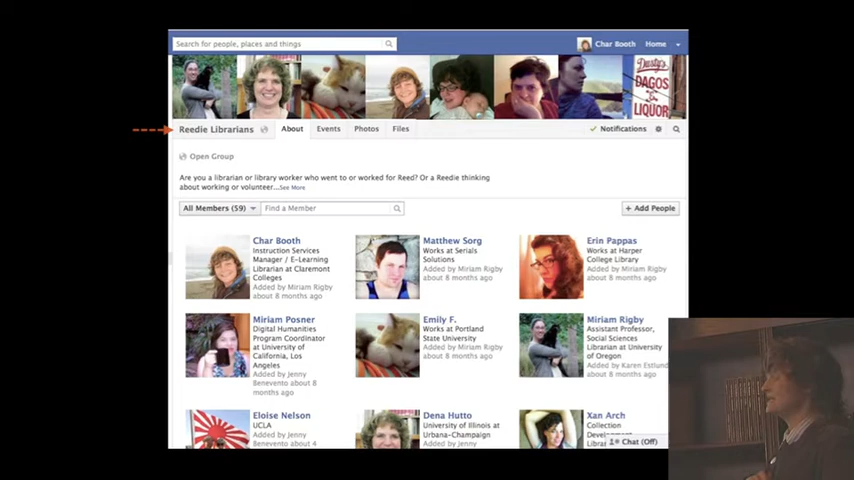 Search for people, places and things
Char Booth Home
Dusty's
DAGOS
&
LIQUOR
Reedie Librarians About Events Photos Files Notifications
Open Group
Are you a librarian or library worker who went to or worked for Reed? Or a Reedie thinking
about working or volunteer...See More
All Members (59) Find a Member + Add People
Char Booth
Instruction Services
Manager / E-Learning
Librarian at Claremont
Colleges
Added by Miriam Rigby
about 8 months ago
Matthew Sorg
Works at Serials
Solutions
Added by Miriam Rigby
about 8 months ago
Erin Pappas
Works at Harper
College Library
Added by Miriam Rigby
about 8 months ago
Miriam Posner
Digital Humanities
Program Coordinator
at University of
California, Los
Angeles
Added by Jenny
Benevento about 8
months ago
Emily F.
Works at Portland
State University
Added by Miriam Rigby
about 8 months ago
Miriam Rigby
Assistant Professor,
Social Sciences
Librarian at University
of Oregon
Added by Karen Estlund
about 8 months ago
Eloise Nelson
UCLA
Added by Jenny
Benevento about 4
Dena Hutto
University of Illinois at
Urbana-Champaign
Added by Miriam Rigby
Xan Arch
Collection
Development
Libra
Chat (Off)